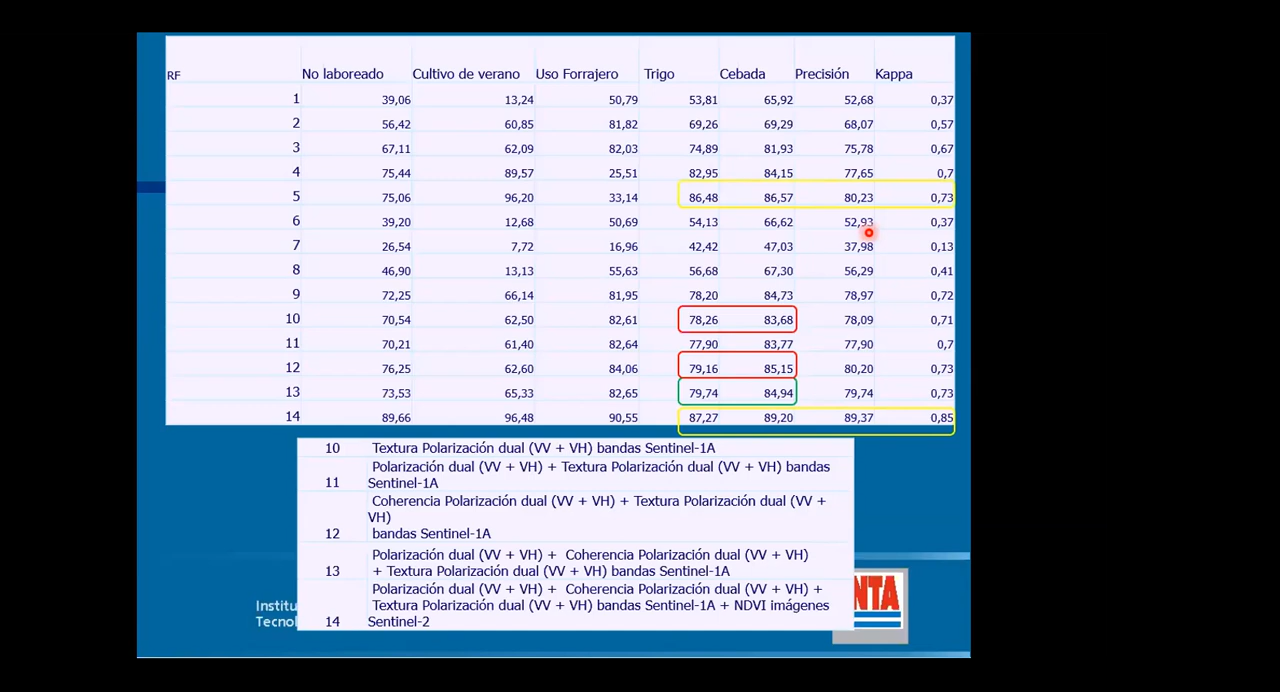 RF No laboreado Cultivo de verano Uso Forrajero Trigo Cebada Precisión Kappa
1 39,06 13,24 50,79 53,81 65,92 52,68 0,37
2 56,42 60,85 81,82 69,26 69,29 68,07 0,57
3 67,11 62,09 82,03 74,89 81,93 75,78 0,67
4 75,44 89,57 25,51 82,95 84,15 77,65 0,7
5 75,06 96,20 33,14 86,48 86,57 80,23 0,73
6 39,20 12,68 50,69 54,13 66,62 52,93 0,37
7 26,54 7,72 16,96 42,42 47,03 37,98 0,13
8 46,90 13,13 55,63 56,68 67,30 56,29 0,41
9 72,25 66,14 81,95 78,20 84,73 78,97 0,72
10 70,54 62,50 82,61 78,26 83,68 78,09 0,71
11 70,21 61,40 82,64 77,90 83,77 77,90 0,7
12 76,25 62,60 84,06 79,16 85,15 80,20 0,73
13 73,53 65,33 82,65 79,74 84,94 79,74 0,73
14 89,66 96,48 90,55 87,27 89,20 89,37 0,85
10 Textura Polarización dual (VV + VH) bandas Sentinel-1A
Polarización dual (VV + VH) + Textura Polarización dual (VV + VH) bandas
11 Sentinel-1A
Coherencia Polarización dual (VV + VH) + Textura Polarización dual (VV +
VH)
12 bandas Sentinel-1A
Polarización dual (VV + VH) + Coherencia Polarización dual (VV + VH)
13 + Textura Polarización dual (VV + VH) bandas Sentinel-1A
Polarización dual (VV + VH) + Coherencia Polarización dual (VV + VH) +
Textura Polarización dual (VV + VH) bandas Sentinel-1A + NDVI imágenes
14 Sentinel-2
Institu
Tecnol
NTA